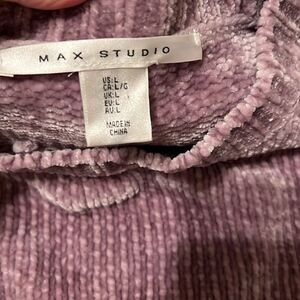 MAX STUDIO
US:L
CA:L/G
UK:L
EU:L
AU:L
MADE IN
CHINA